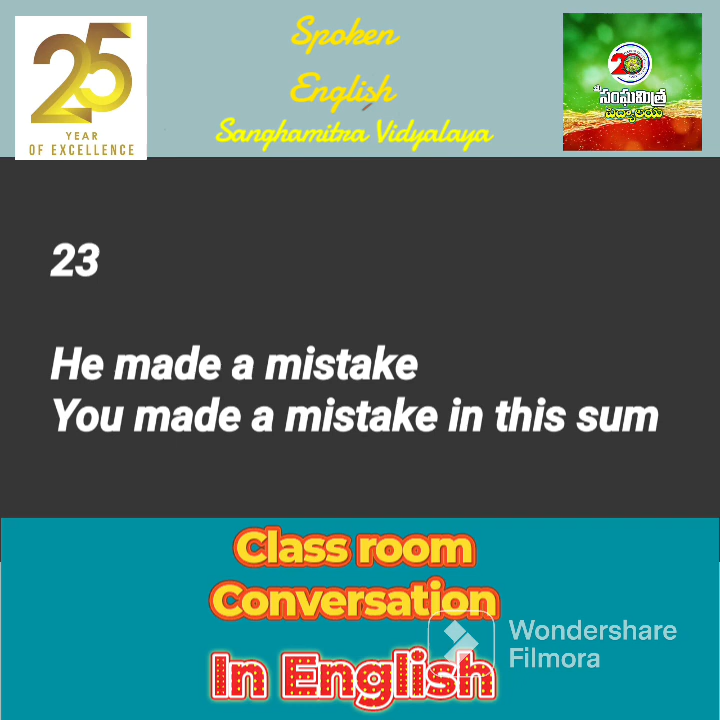 25
YEAR
OF EXCELLENCE
Spoken
English
Sanghamitra Vidyalaya
20
సంఘమిత్ర
విద్యాలయ
23
He made a mistake
You made a mistake in this sum
Class room
Conversation
In English
Wondershare
Filmora